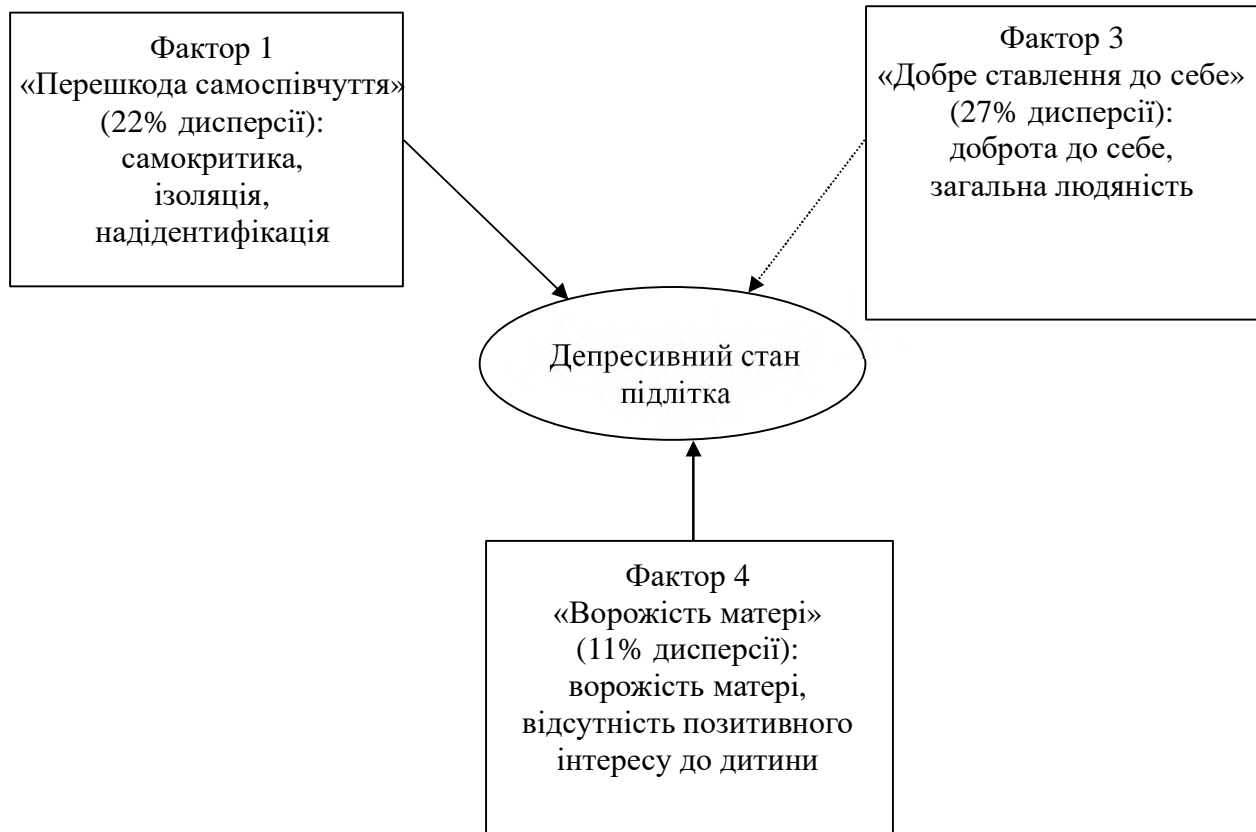 Фактор 1
«Перешкода самоспівчуття»
(22% дисперсії):
самокритика,
ізоляція,
надідентифікація
Фактор 3
«Добре ставлення до себе»
(27% дисперсії):
доброта до себе,
загальна людяність
Депресивний стан
підлітка
Фактор 4
«Ворожість матері»
(11% дисперсії):
ворожість матері,
відсутність позитивного
інтересу до дитини